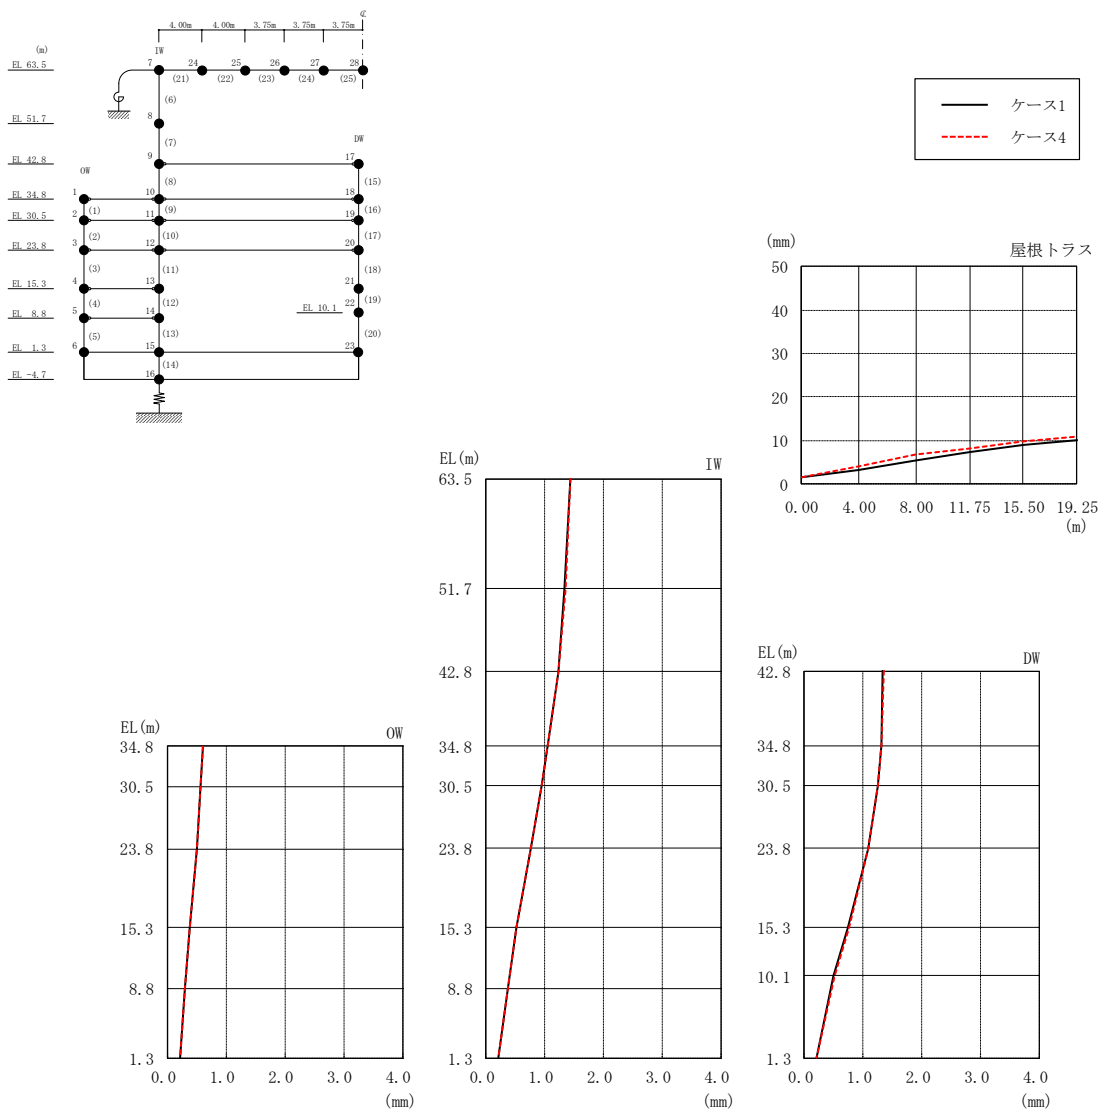 ℄
4.00m 4.00m 3.75m 3.75m 3.75m
(m)
IW
EL 63.5
7 24 25 26 27 28
(21) (22) (23) (24) (25)
(6)
EL 51.7
8
(7)
DW
EL 42.8
9 17
OW
(8) (15)
EL 34.8
1 10 18
(1) (9) (16)
EL 30.5
2 11 19
(2) (10) (17)
EL 23.8
3 12 20
(3) (11) (18)
EL 15.3
4 13 21
(4) (12) (19)
EL 10.1 22
EL 8.8
5 14
(5) (13) (20)
EL 1.3
6 15 23
(14)
EL -4.7
16
ケース1
ケース4
(mm)
屋根トラス
50
40
30
20
10
0
0.00 4.00 8.00 11.75 15.50 19.25
(m)
EL(m)
IW
63.5
51.7
42.8
34.8
30.5
23.8
15.3
8.8
1.3
0.0 1.0 2.0 3.0 4.0
(mm)
EL(m)
OW
34.8
30.5
23.8
15.3
8.8
1.3
0.0 1.0 2.0 3.0 4.0
(mm)
EL(m)
DW
42.8
34.8
30.5
23.8
15.3
10.1
1.3
0.0 1.0 2.0 3.0 4.0
(mm)